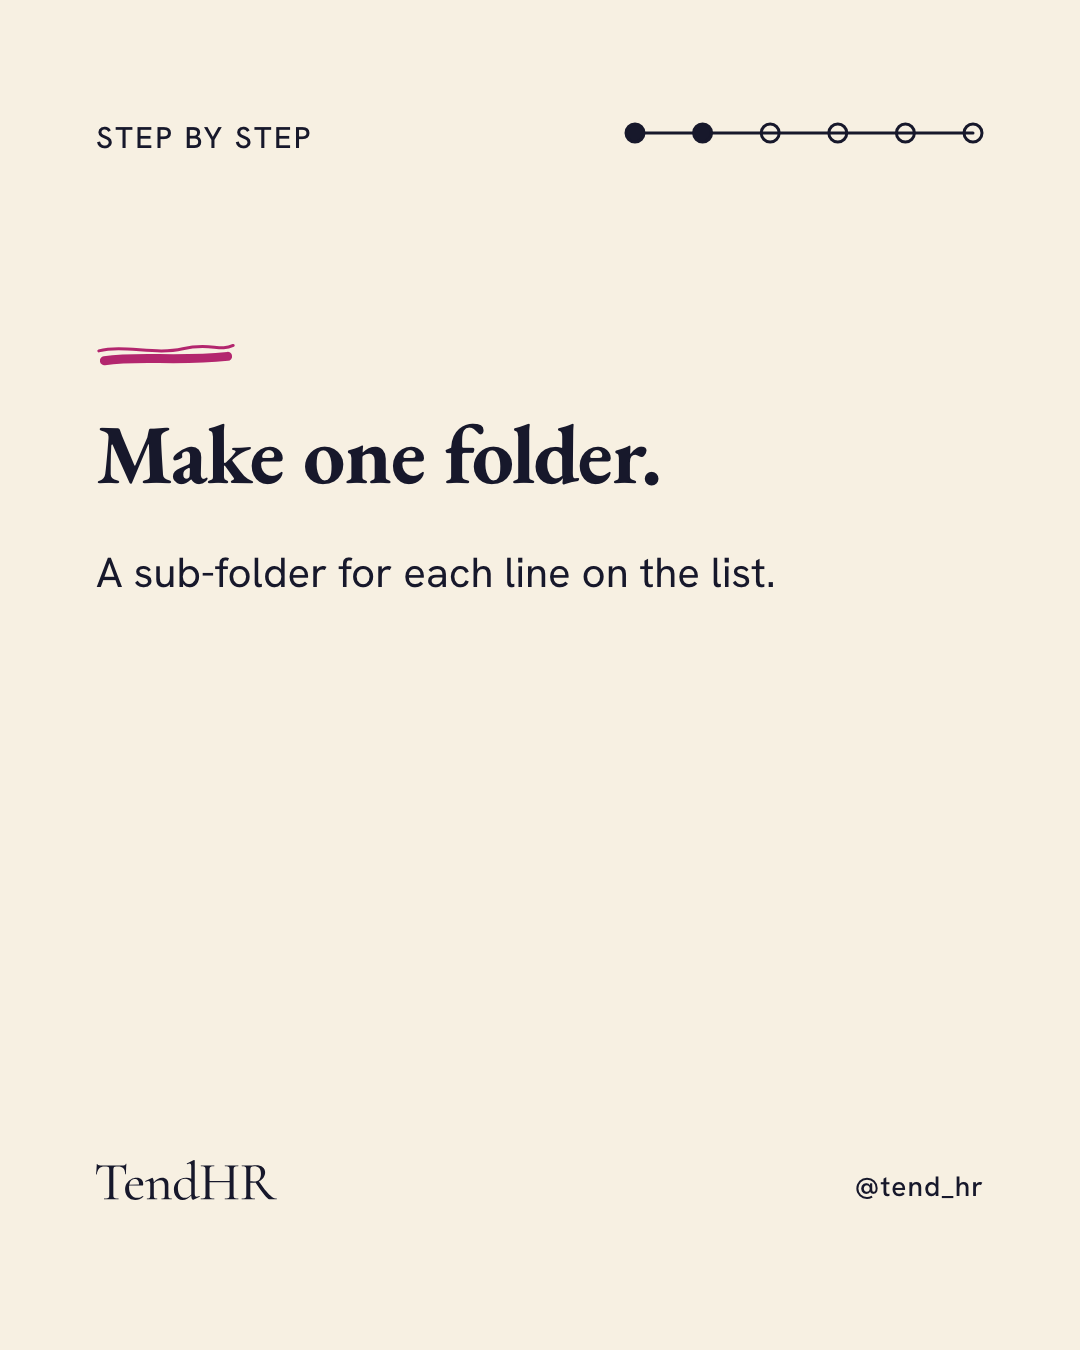 STEP BY STEP
Make one folder.
A sub-folder for each line on the list.
TendHR
@tend_hr